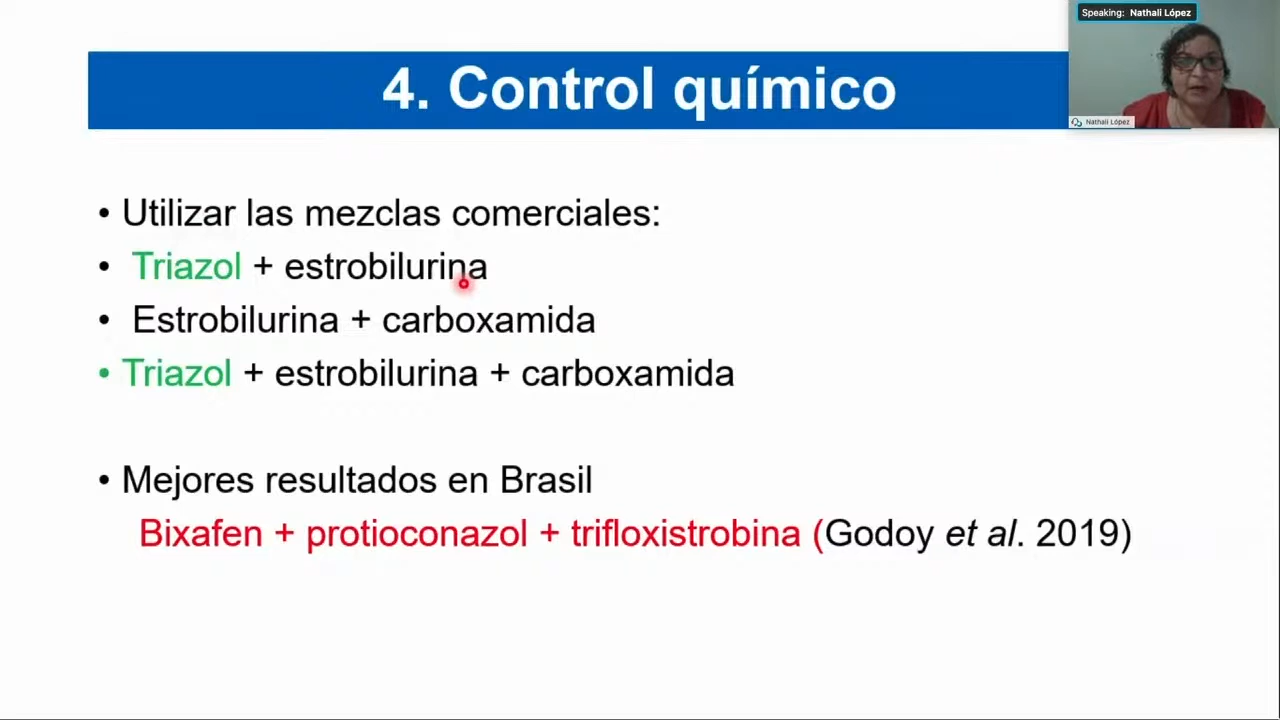 Speaking: Nathali López
4. Control químico
Nathali López
• Utilizar las mezclas comerciales:
• Triazol + estrobilurina
• Estrobilurina + carboxamida
• Triazol + estrobilurina + carboxamida
• Mejores resultados en Brasil
Bixafen + protioconazol + trifloxistrobina (Godoy et al. 2019)